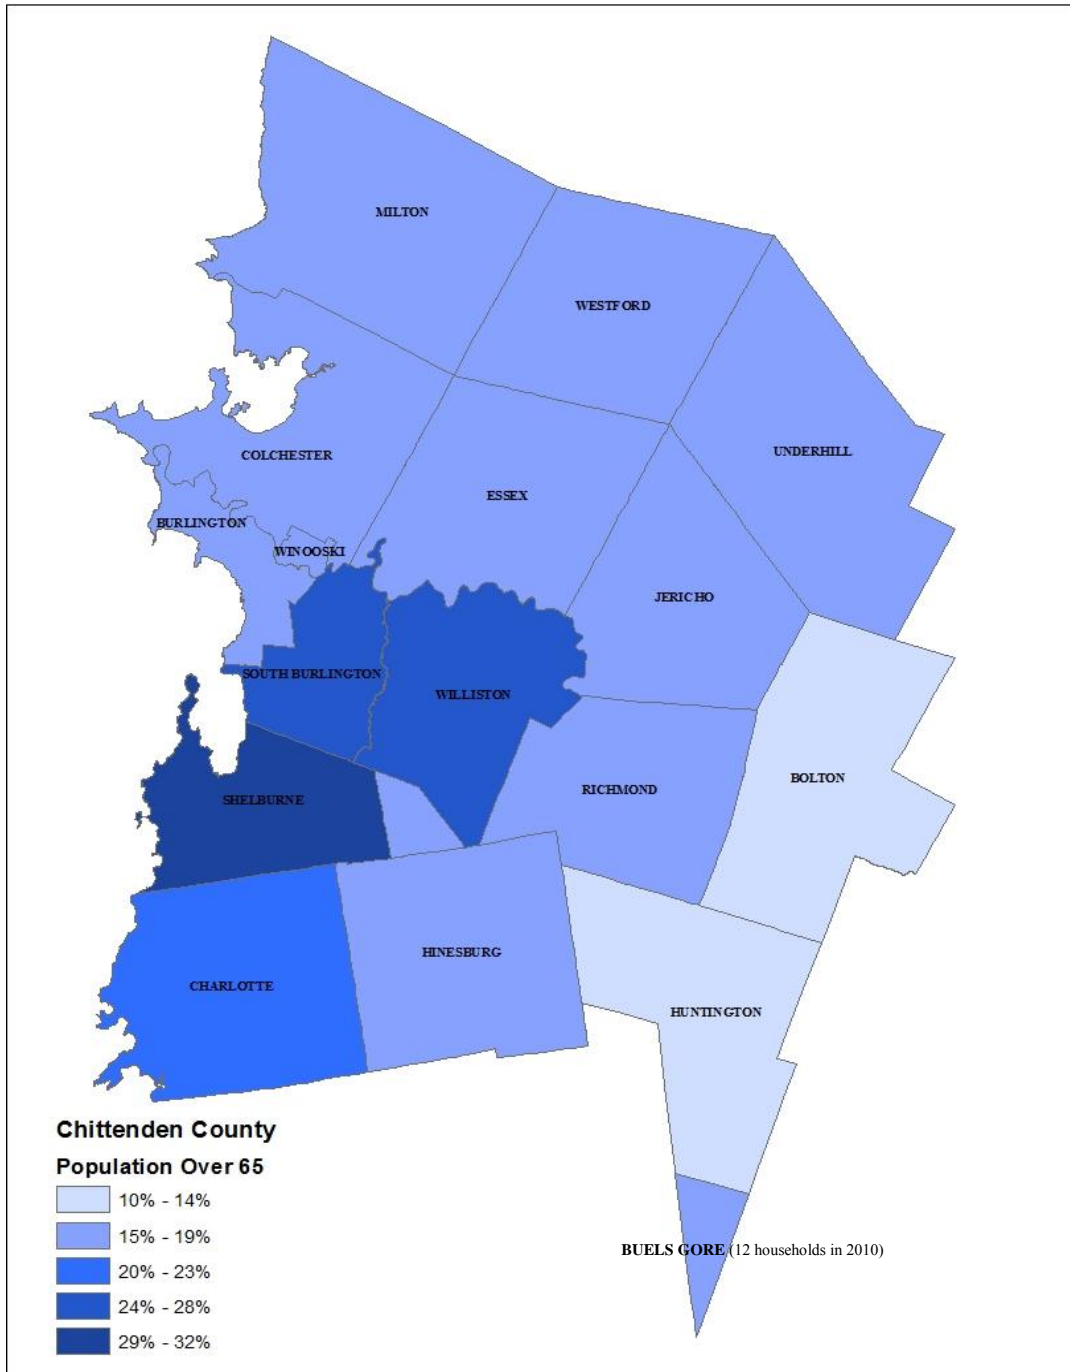 MILTON
WESTFORD
UNDERHILL
COLCHESTER
ESSEX
BURLINGTON
WINOOSKI
JERICHO
SOUTH BURLINGTON
WILLISTON
BOLTON
RICHMOND
SHELBURNE
HINESBURG
CHARLOTTE
HUNTINGTON
Chittenden County
Population Over 65
10% - 14%
15% - 19%
20% - 23%
24% - 28%
29% - 32%
BUELS GORE (12 households in 2010)